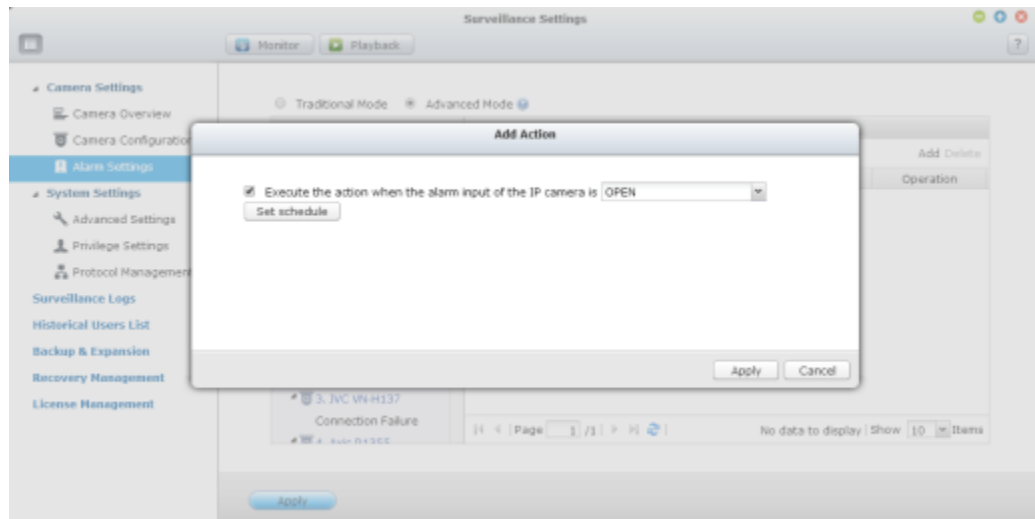 Surveillance Settings
Monitor Playback ?
Camera Settings
Camera Overview
Camera Configuration
Alarm Settings
System Settings
Advanced Settings
Privilege Settings
Protocol Management
Surveillance Logs
Historical Users List
Backup & Expansion
Recovery Management
License Management
Traditional Mode Advanced Mode
Add Delete
Operation
Add Action
Execute the action when the alarm input of the IP camera is OPEN
Set schedule
Apply Cancel
3. JVC VN-H137
Connection Failure
Page 1 /1 No data to display Show 10 Items
Apply